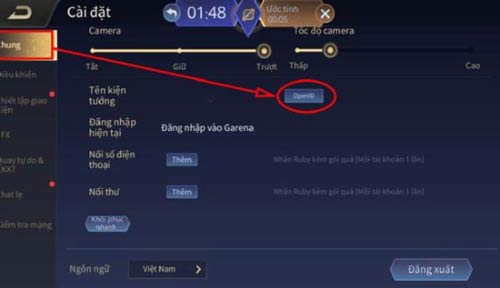 Cài đặt
01:48
Ước tính
00:05
Chung
Điều khiển
Thiết lập giao
diện
FX
Quay tự do &
Chat lẹ
Kiểm tra mạng
Camera
Tốc độ camera
Tắt
Giữ
Trượt
Thấp
Cao
Tên kiện
tướng
OpenID
Đăng nhập
hiện tại
Đăng nhập vào Garena
Nối số điện
thoại
Thêm
Nhận Ruby kèm gói quà (Mỗi tài khoản 1 lần)
Nối thư
Thêm
Nhận Ruby kèm gói quà (Mỗi tài khoản 1 lần)
Khôi phục
nhanh
Ngôn ngữ
Việt Nam
Đăng xuất